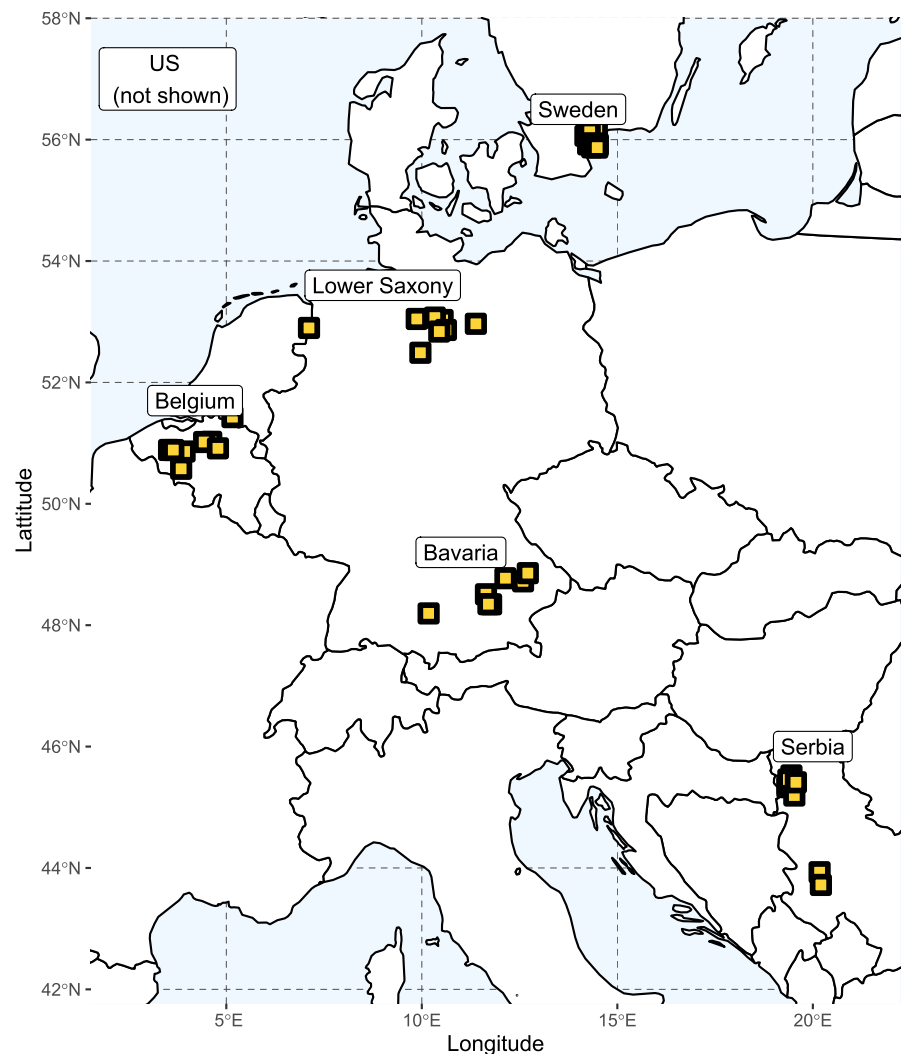 58°N
US
(not shown)
Sweden
56°N
54°N
Lower Saxony
52°N
Belgium
50°N
Bavaria
48°N
46°N
Serbia
44°N
42°N
5°E
10°E
15°E
20°E
Longitude
Lattitude